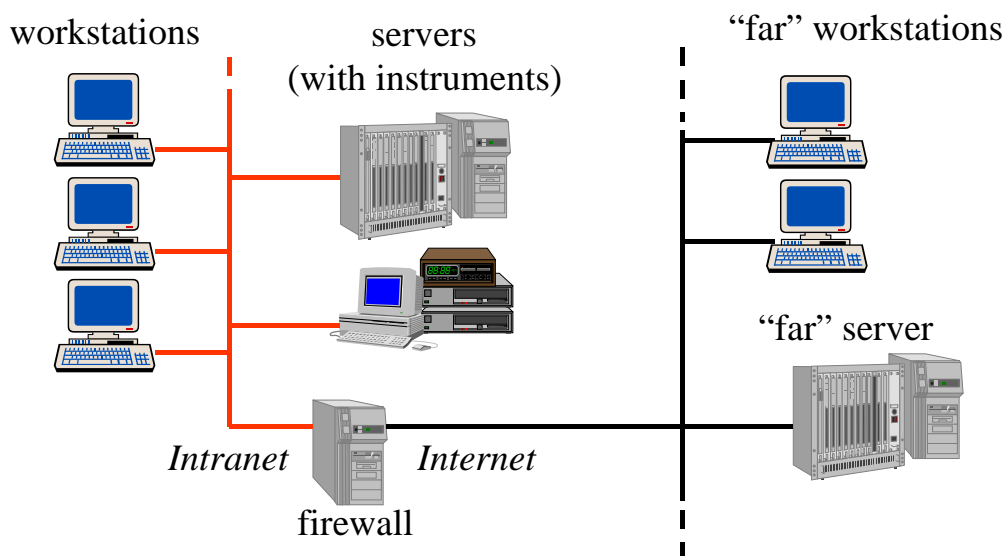 workstations
servers
(with instruments)
“far” workstations
“far” server
Intranet
Internet
firewall